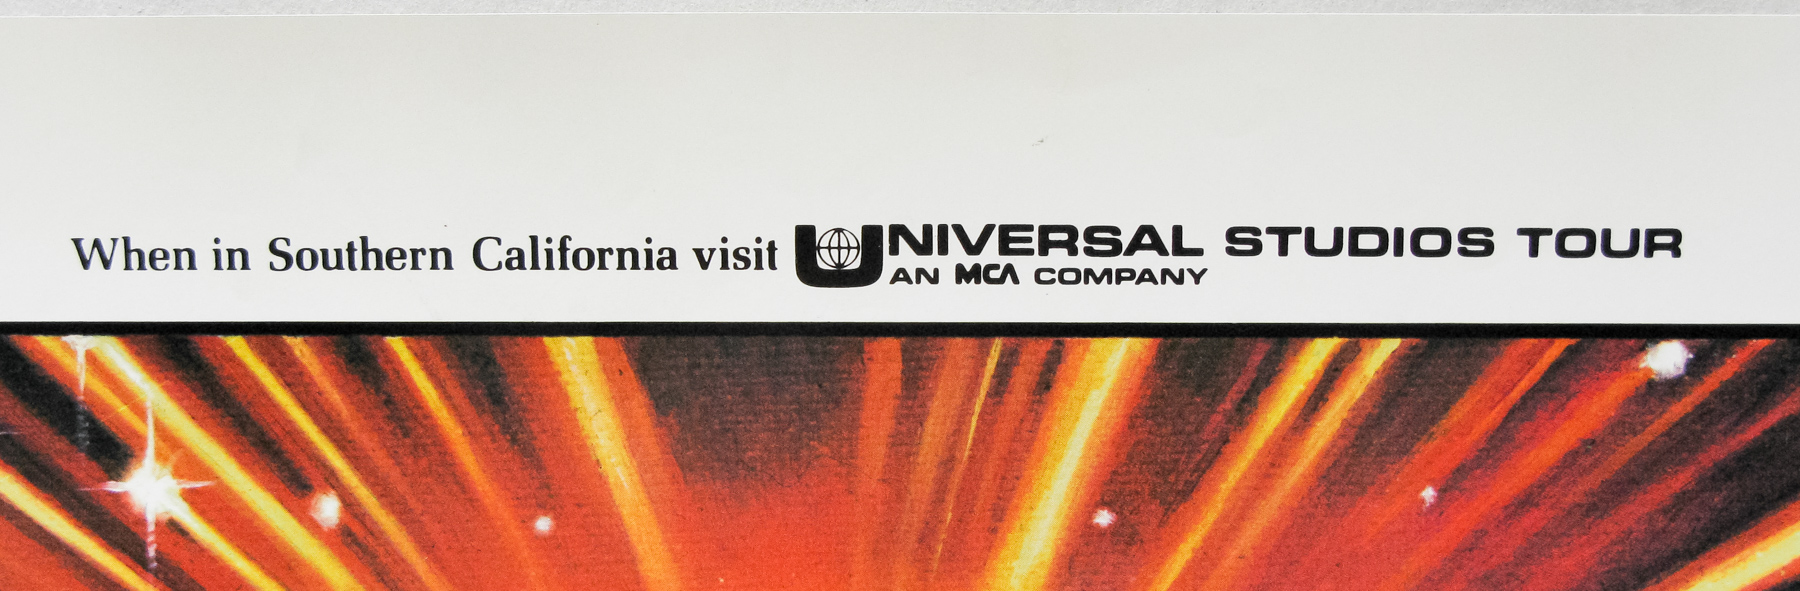 When in Southern California visit UNIVERSAL STUDIOS TOUR
AN MCA COMPANY